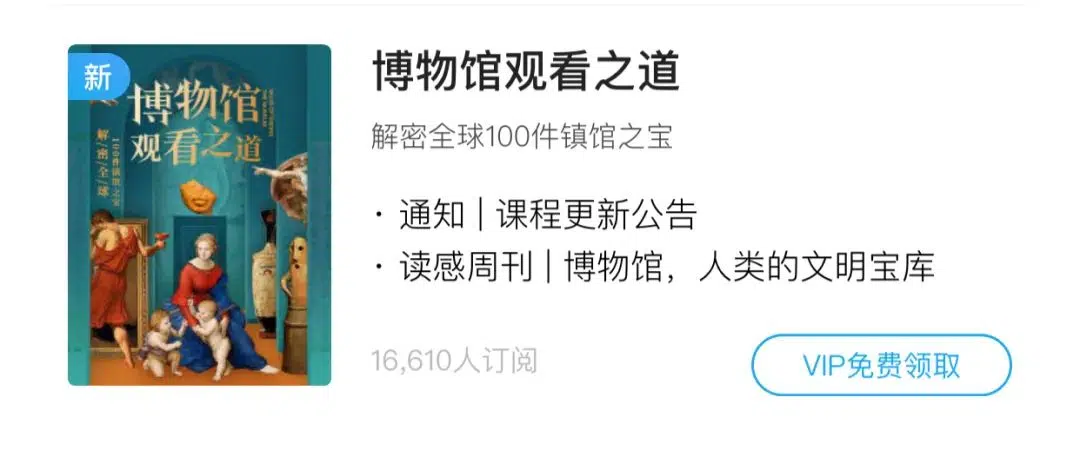 新
博物馆
观看之道
解密全球
100件镇馆之宝
博物馆观看之道
解密全球100件镇馆之宝
· 通知 | 课程更新公告
· 读感周刊 | 博物馆，人类的文明宝库
16,610人订阅
VIP免费领取